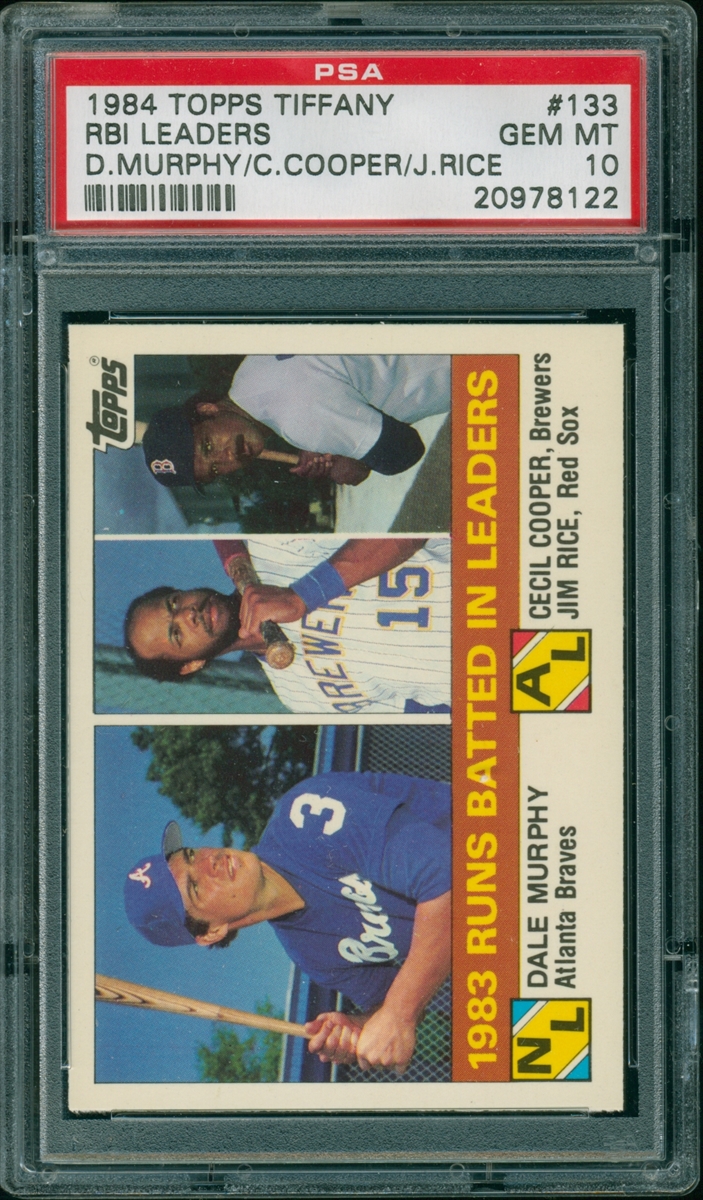 PSA
1984 TOPPS TIFFANY #133
RBI LEADERS GEM MT
D.MURPHY/C.COOPER/J.RICE 10
20978122
topps®
B
BREWER
15
A
3
Braves
1983 RUNS BATTED IN LEADERS
NL
DALE MURPHY
Atlanta Braves
AL
CECIL COOPER, Brewers
JIM RICE, Red Sox